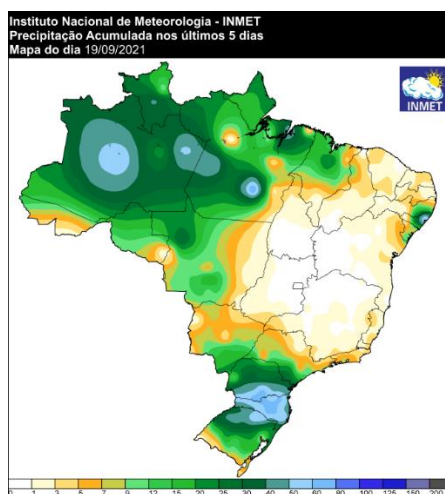 Instituto Nacional de Meteorologia - INMET
Precipitação Acumulada nos últimos 5 dias
Mapa do dia 19/09/2021
INMET
0 1 3 5 7 9 12 15 20 25 30 40 50 60 80 100 125 150 200